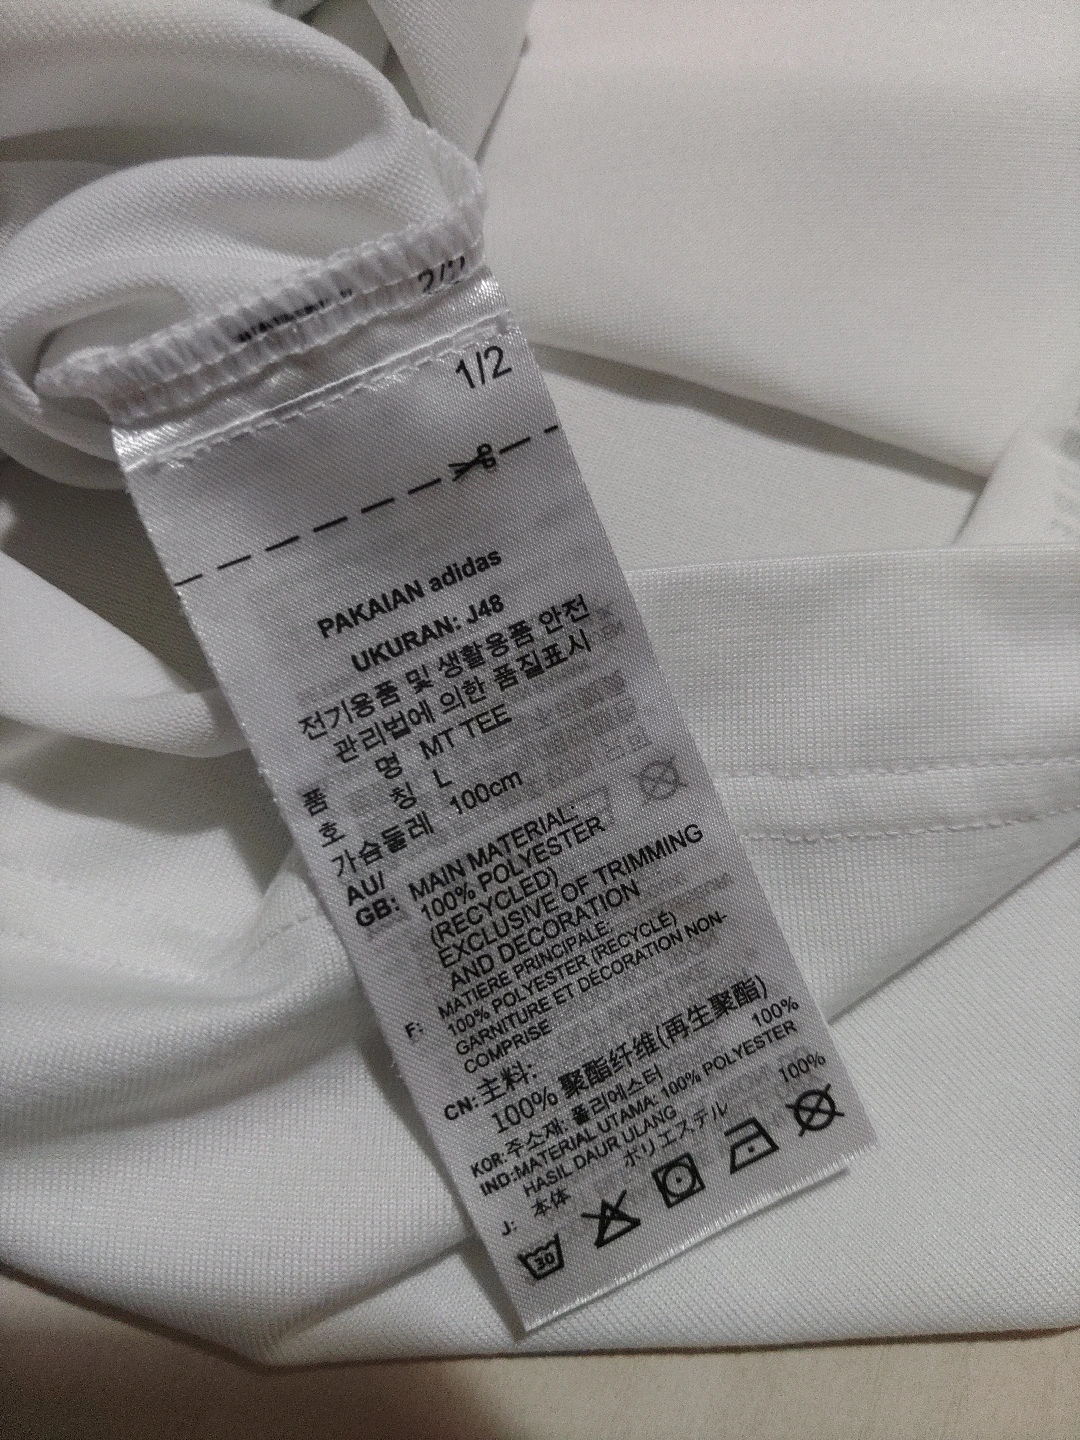 1/2
PAKAIAN adidas
UKURAN: J48
전기용품 및 생활용품 안전
관리법에 의한 품질표시
품 명 MT TEE
호 칭 L
가슴둘레 100cm
AU/
GB: MAIN MATERIAL:
100% POLYESTER
(RECYCLED)
EXCLUSIVE OF TRIMMING
AND DECORATION
F: MATIERE PRINCIPALE:
100% POLYESTER (RECYCLÉ)
GARNITURE ET DÉCORATION NON-
COMPRISE
CN: 主料:
100% 聚酯纤维(再生聚酯)
KOR: 주소재: 폴리에스터 100%
IND: MATERIAL UTAMA: 100% POLYESTER
HASIL DAUR ULANG
J: 本体 ポリエステル 100%
30